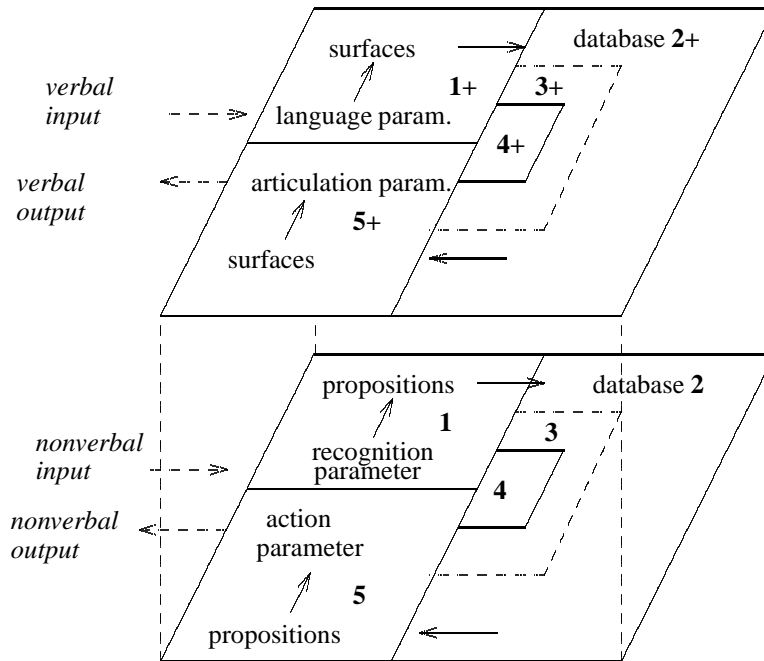 surfaces
database 2+
verbal
input
1+
3+
language param.
4+
verbal
output
articulation param.
5+
surfaces
propositions
database 2
1
3
nonverbal
input
recognition
parameter
4
nonverbal
output
action
parameter
5
propositions